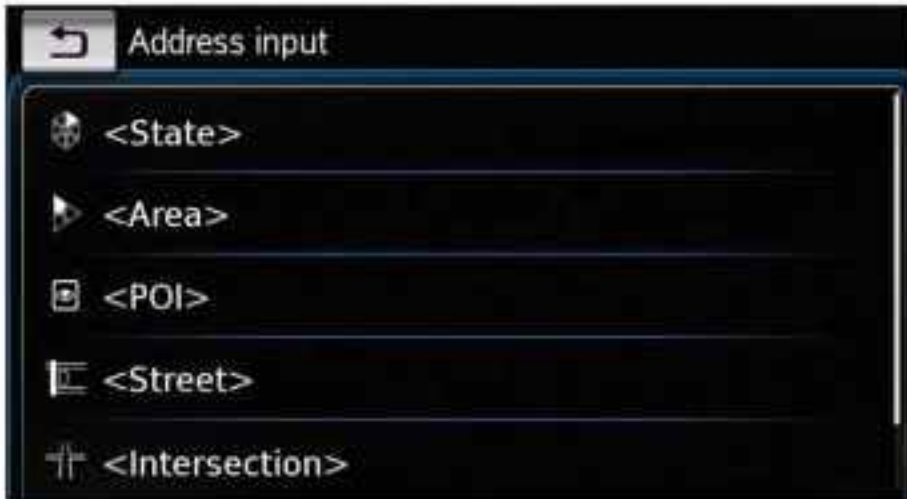 Address input
<State>
<Area>
<POI>
<Street>
<Intersection>